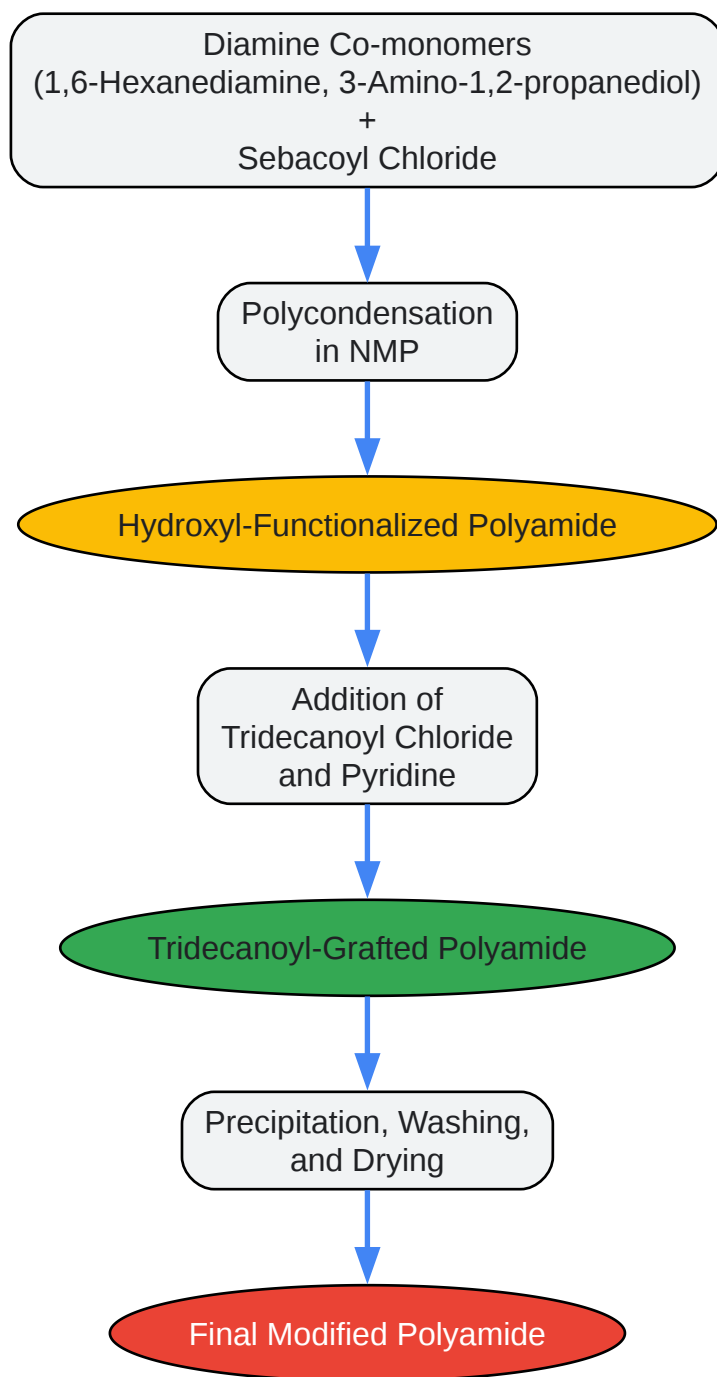 Diamine Co-monomers
(1,6-Hexanediamine, 3-Amino-1,2-propanediol)
+
Sebacoyl Chloride
Polycondensation
in NMP
Hydroxyl-Functionalized Polyamide
Addition of
Tridecanoyl Chloride
and Pyridine
Tridecanoyl-Grafted Polyamide
Precipitation, Washing,
and Drying
Final Modified Polyamide